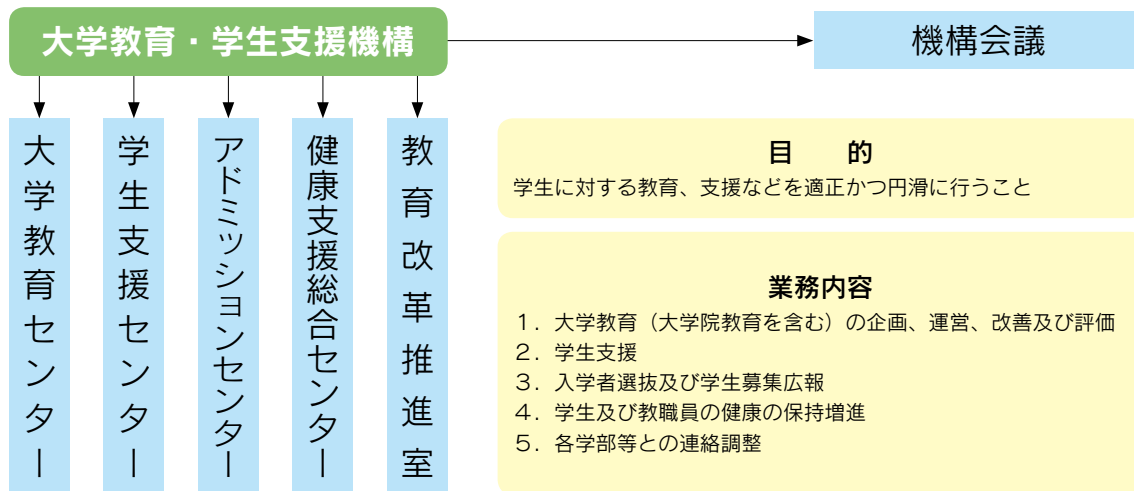 大学教育・学生支援機構
機構会議
大学教育センター
学生支援センター
アドミッションセンター
健康支援総合センター
教育改革推進室
目　的
学生に対する教育、支援などを適正かつ円滑に行うこと
業務内容
１．大学教育（大学院教育を含む）の企画、運営、改善及び評価
２．学生支援
３．入学者選抜及び学生募集広報
４．学生及び教職員の健康の保持増進
５．各学部等との連絡調整